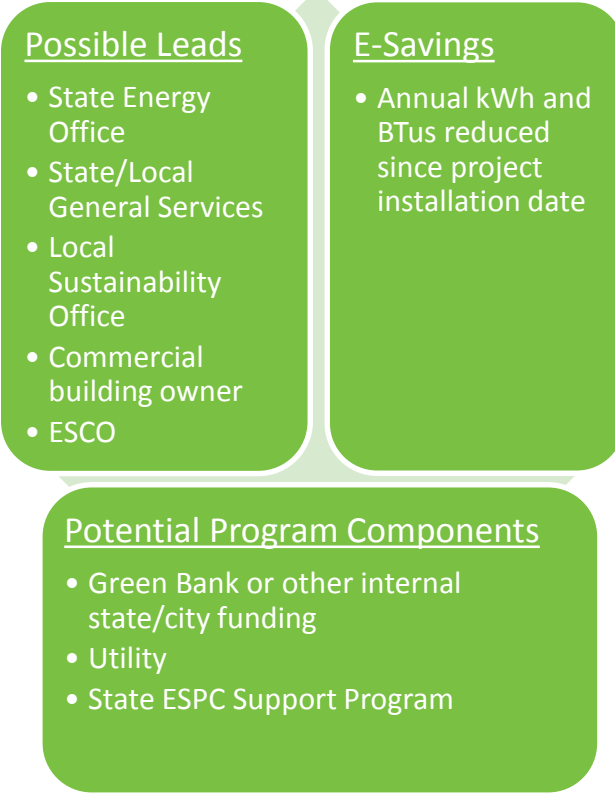 Possible Leads
• State Energy
Office
• State/Local
General Services
• Local
Sustainability
Office
• Commercial
building owner
• ESCO
E-Savings
• Annual kWh and
BTus reduced
since project
installation date
Potential Program Components
• Green Bank or other internal
state/city funding
• Utility
• State ESPC Support Program